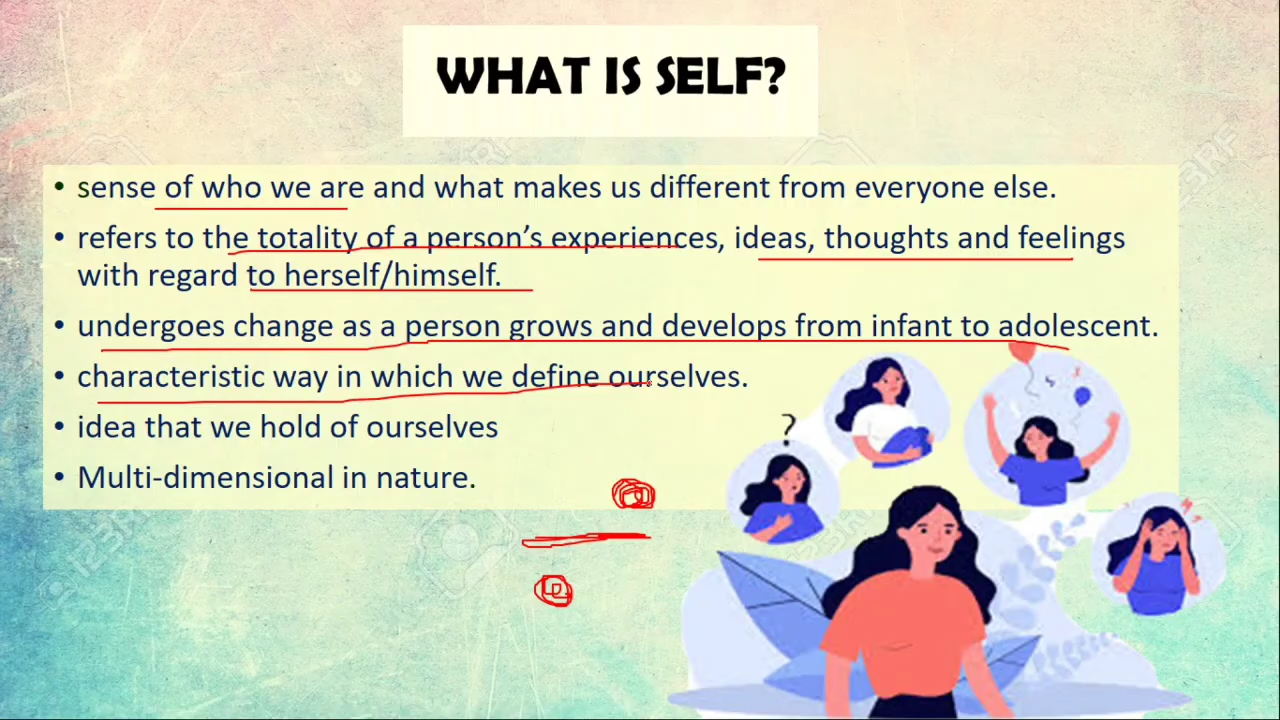 WHAT IS SELF?
• sense of who we are and what makes us different from everyone else.
• refers to the totality of a person's experiences, ideas, thoughts and feelings
with regard to herself/himself.
• undergoes change as a person grows and develops from infant to adolescent.
• characteristic way in which we define ourselves.
• idea that we hold of ourselves
?
• Multi-dimensional in nature.
123RF
123RF
123RF